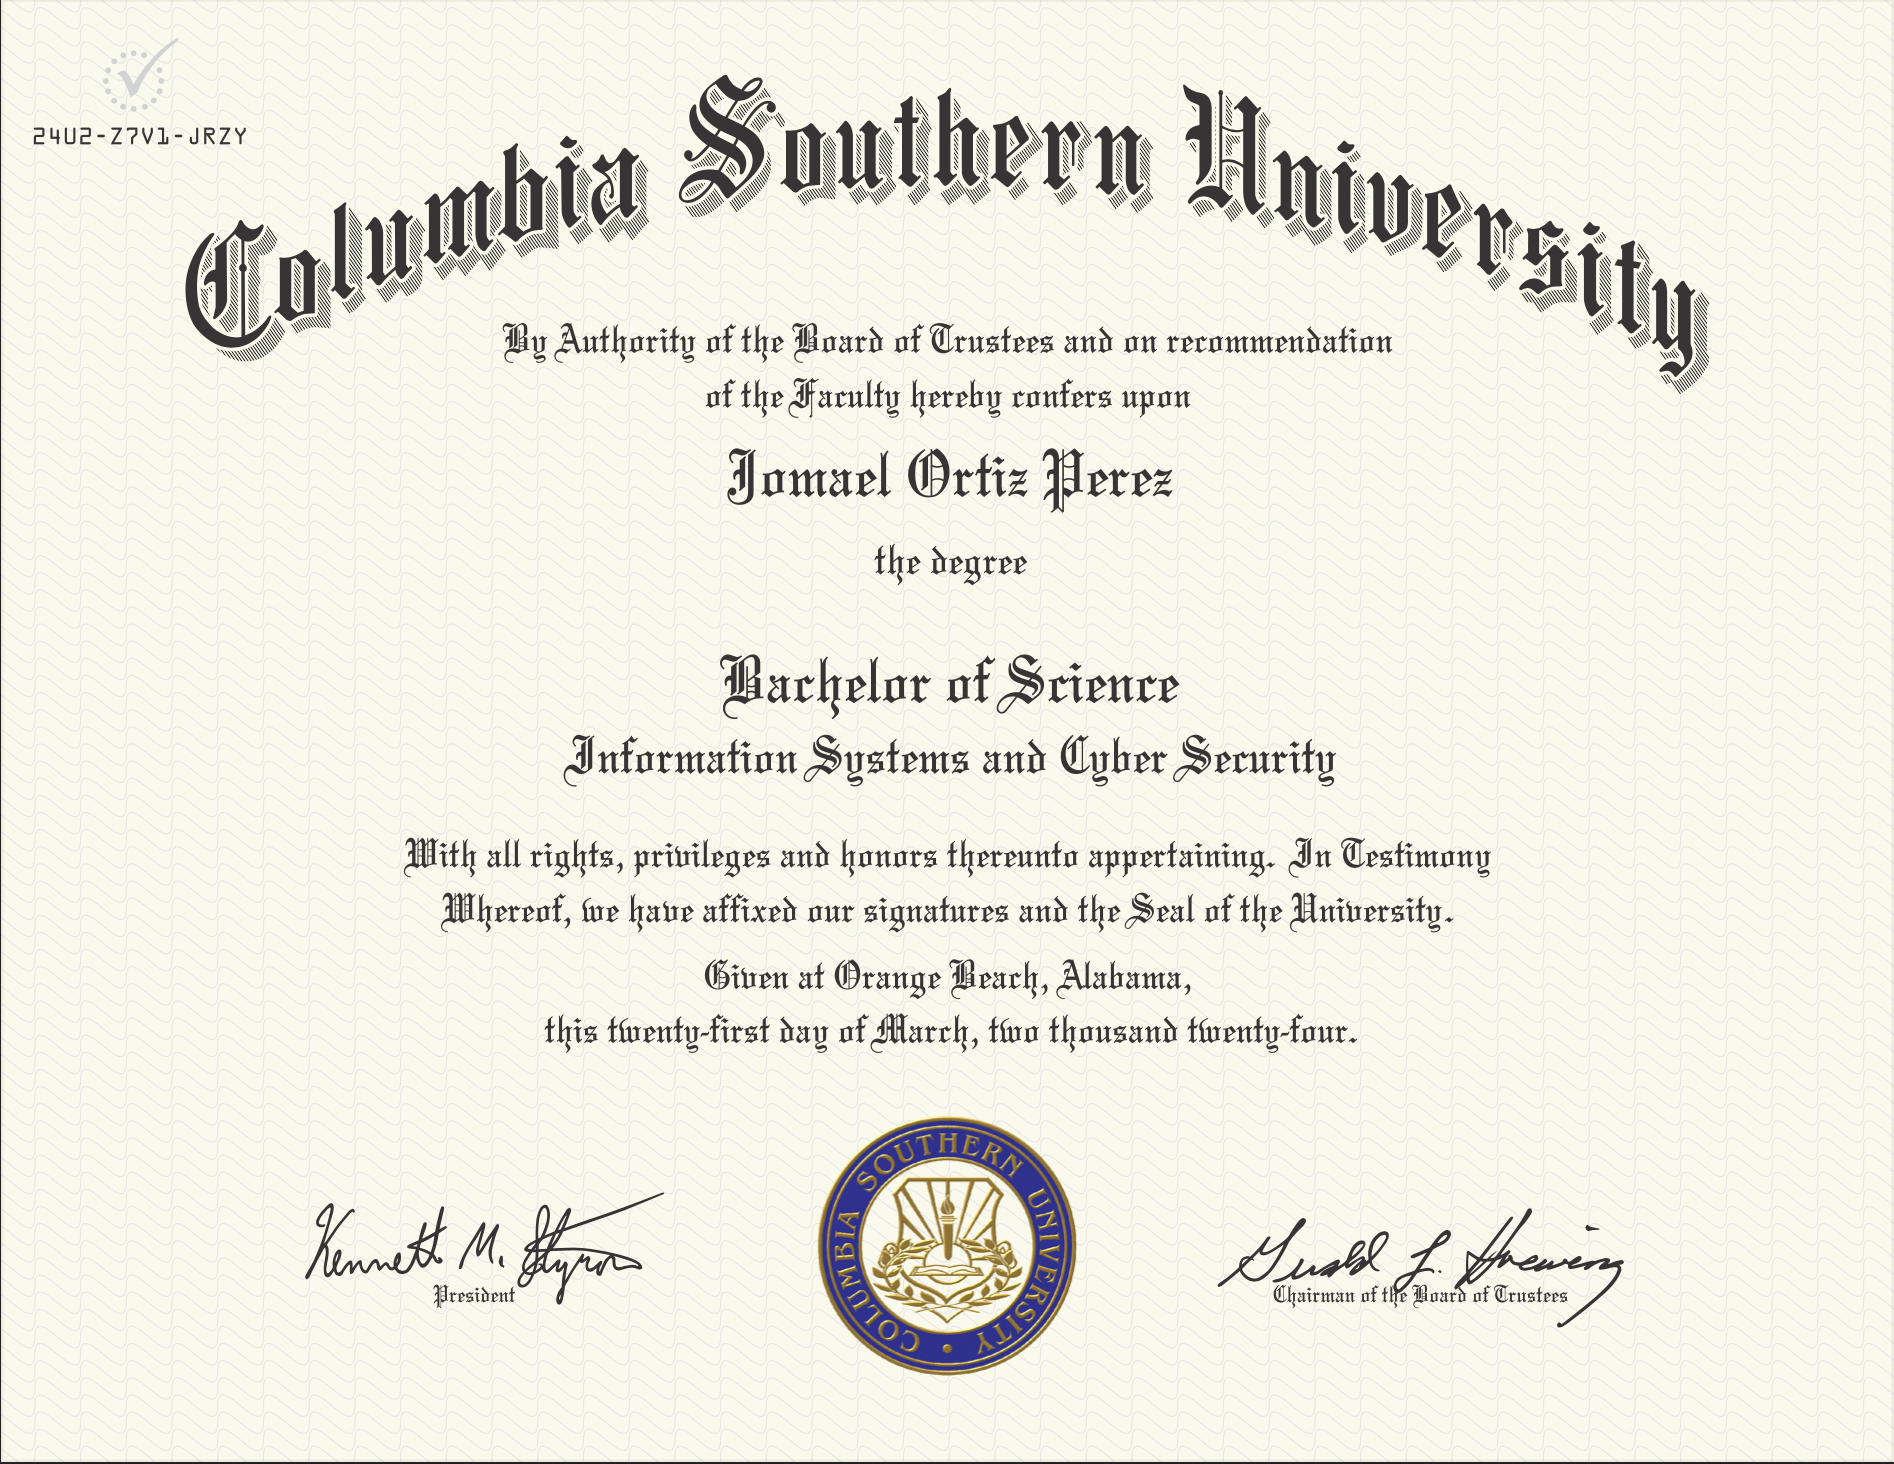 24U2-Z7V1-JRZY
Columbia Southern University
By Authority of the Board of Trustees and on recommendation
of the Faculty hereby confers upon
Jomael Ortiz Perez
the degree
Bachelor of Science
Information Systems and Cyber Security
With all rights, privileges and honors thereunto appertaining. In Testimony
Whereof, we have affixed our signatures and the Seal of the University.
Given at Orange Beach, Alabama,
this twenty-first day of March, two thousand twenty-four.
Kennett M. Styron
President
COLUMBIA SOUTHERN UNIVERSITY
Chairman of the Board of Trustees